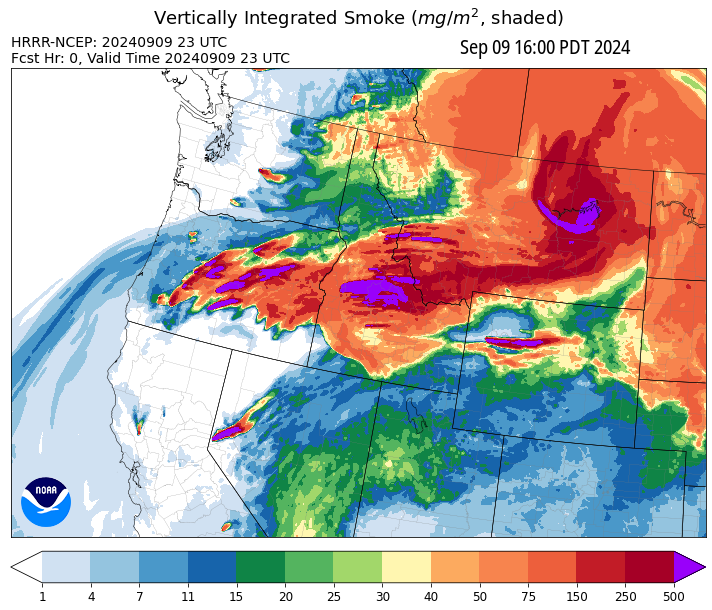 Vertically Integrated Smoke (mg/m², shaded)
HRRR-NCEP: 20240909 23 UTC
Fcst Hr: 0, Valid Time 20240909 23 UTC
Sep 09 16:00 PDT 2024
NOAA
1 4 7 11 15 20 25 30 40 50 75 150 250 500